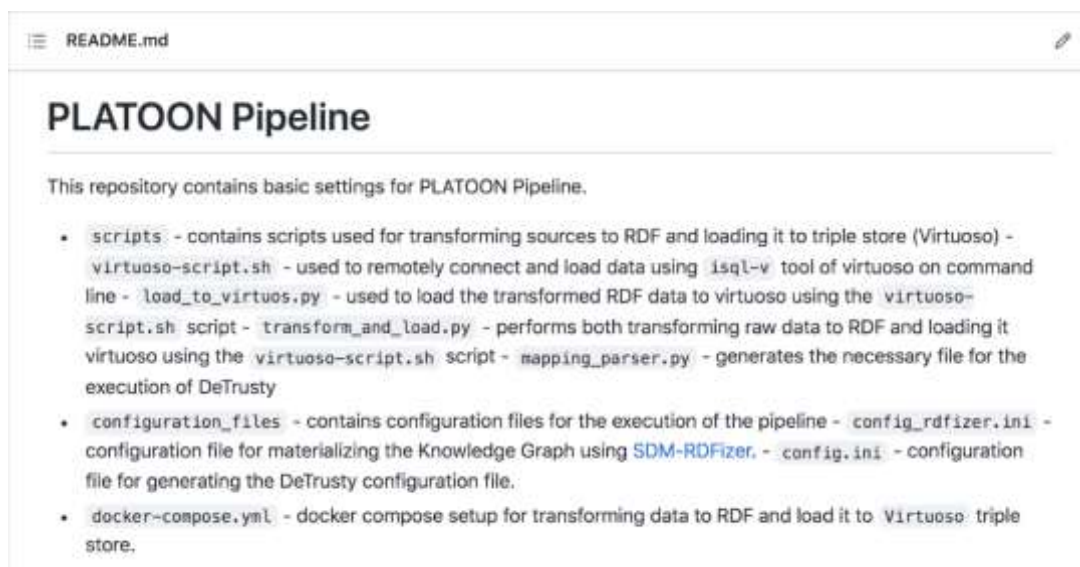 README.md
PLATOON Pipeline
This repository contains basic settings for PLATOON Pipeline.
• scripts - contains scripts used for transforming sources to RDF and loading it to triple store (Virtuoso) -
virtuoso-script.sh - used to remotely connect and load data using isql-v tool of virtuoso on command
line - load_to_virtuos.py - used to load the transformed RDF data to virtuoso using the virtuoso-
script.sh script - transform_and_load.py - performs both transforming raw data to RDF and loading it
virtuoso using the virtuoso-script.sh script - mapping_parser.py - generates the necessary file for the
execution of DeTrusty
• configuration_files - contains configuration files for the execution of the pipeline - config_rdfizer.ini -
configuration file for materializing the Knowledge Graph using SDM-RDFizer. - config.ini - configuration
file for generating the DeTrusty configuration file.
• docker-compose.yml - docker compose setup for transforming data to RDF and load it to Virtuoso triple
store.